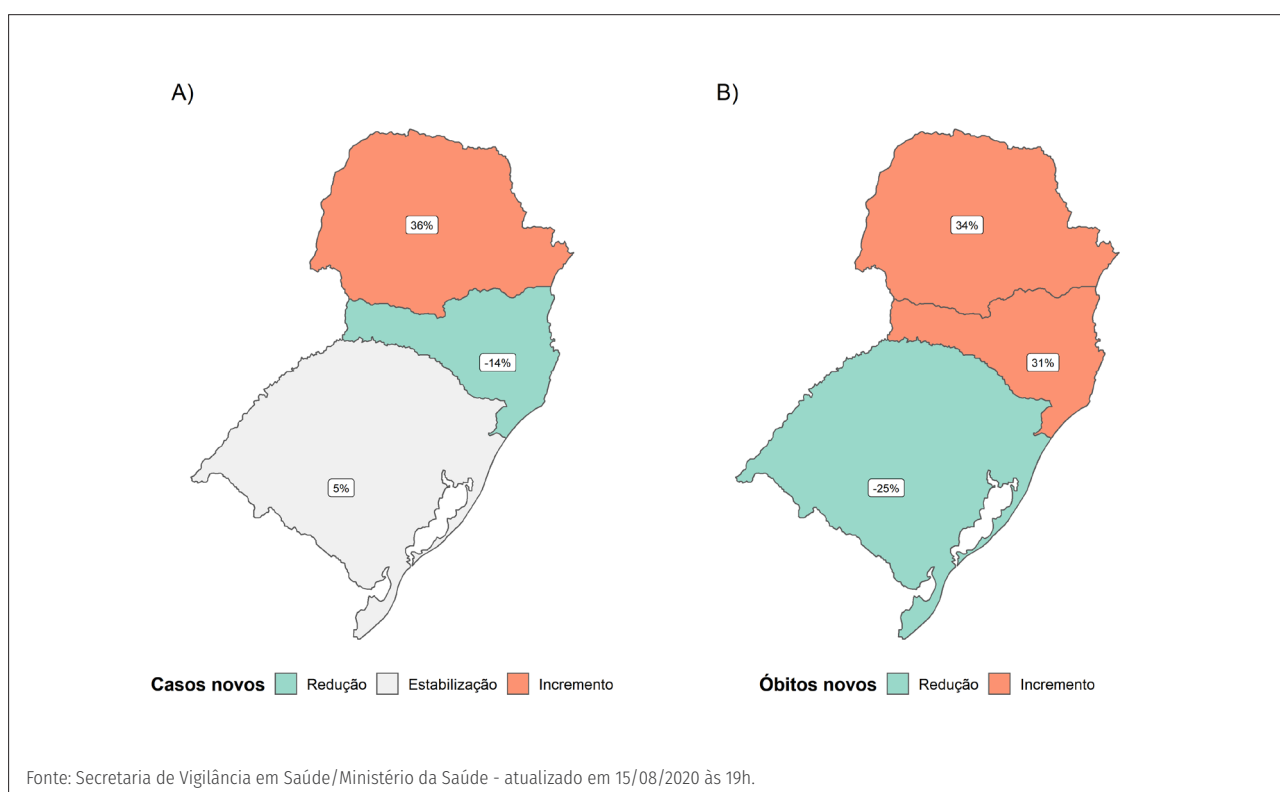 A)
36%
-14%
5%
Casos novos Redução Estabilização Incremento
B)
34%
31%
-25%
Óbitos novos Redução Incremento
Fonte: Secretaria de Vigilância em Saúde/Ministério da Saúde - atualizado em 15/08/2020 às 19h.